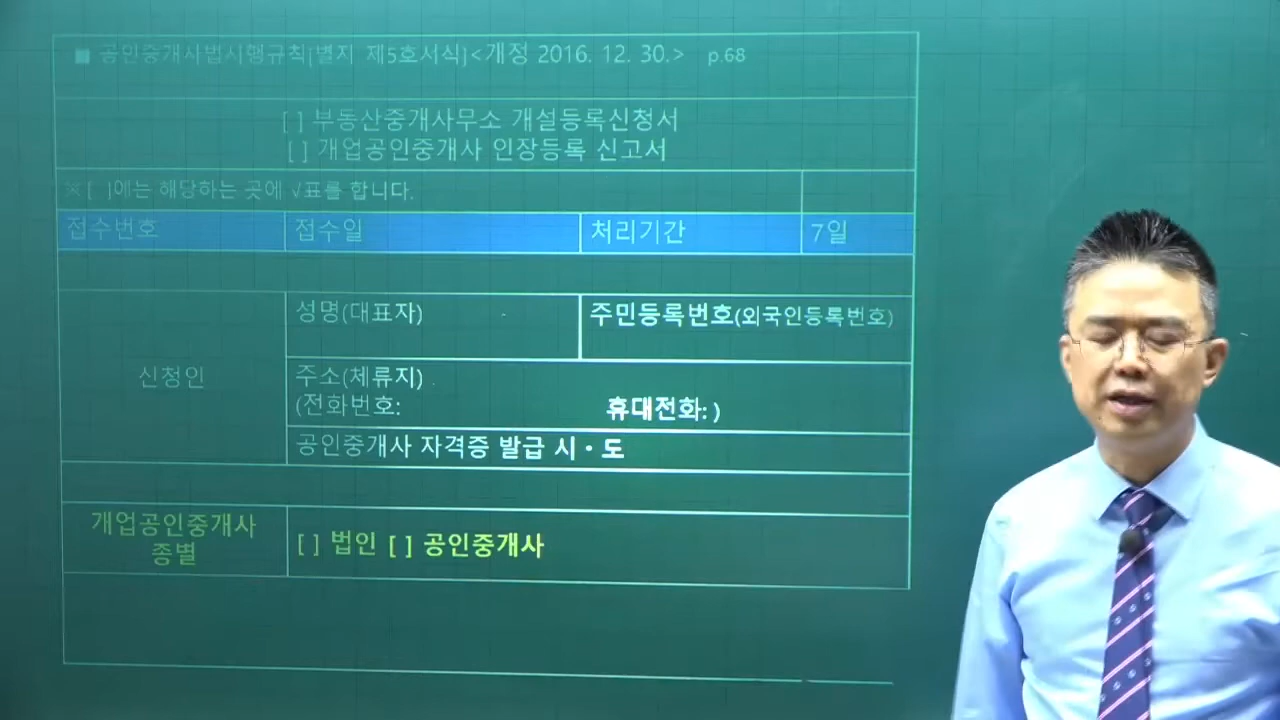 ■ 공인중개사법시행규칙[별지 제5호서식]<개정 2016. 12. 30.> p.68
[ ] 부동산중개사무소 개설등록신청서
[ ] 개업공인중개사 인장등록 신고서
※ [ ]에는 해당하는 곳에 √표를 합니다.
접수번호 접수일 처리기간 7일
성명(대표자) 주민등록번호(외국인등록번호)
신청인
주소(체류지)
(전화번호: 휴대전화: )
공인중개사 자격증 발급 시·도
개업공인중개사
종별
[ ] 법인 [ ] 공인중개사